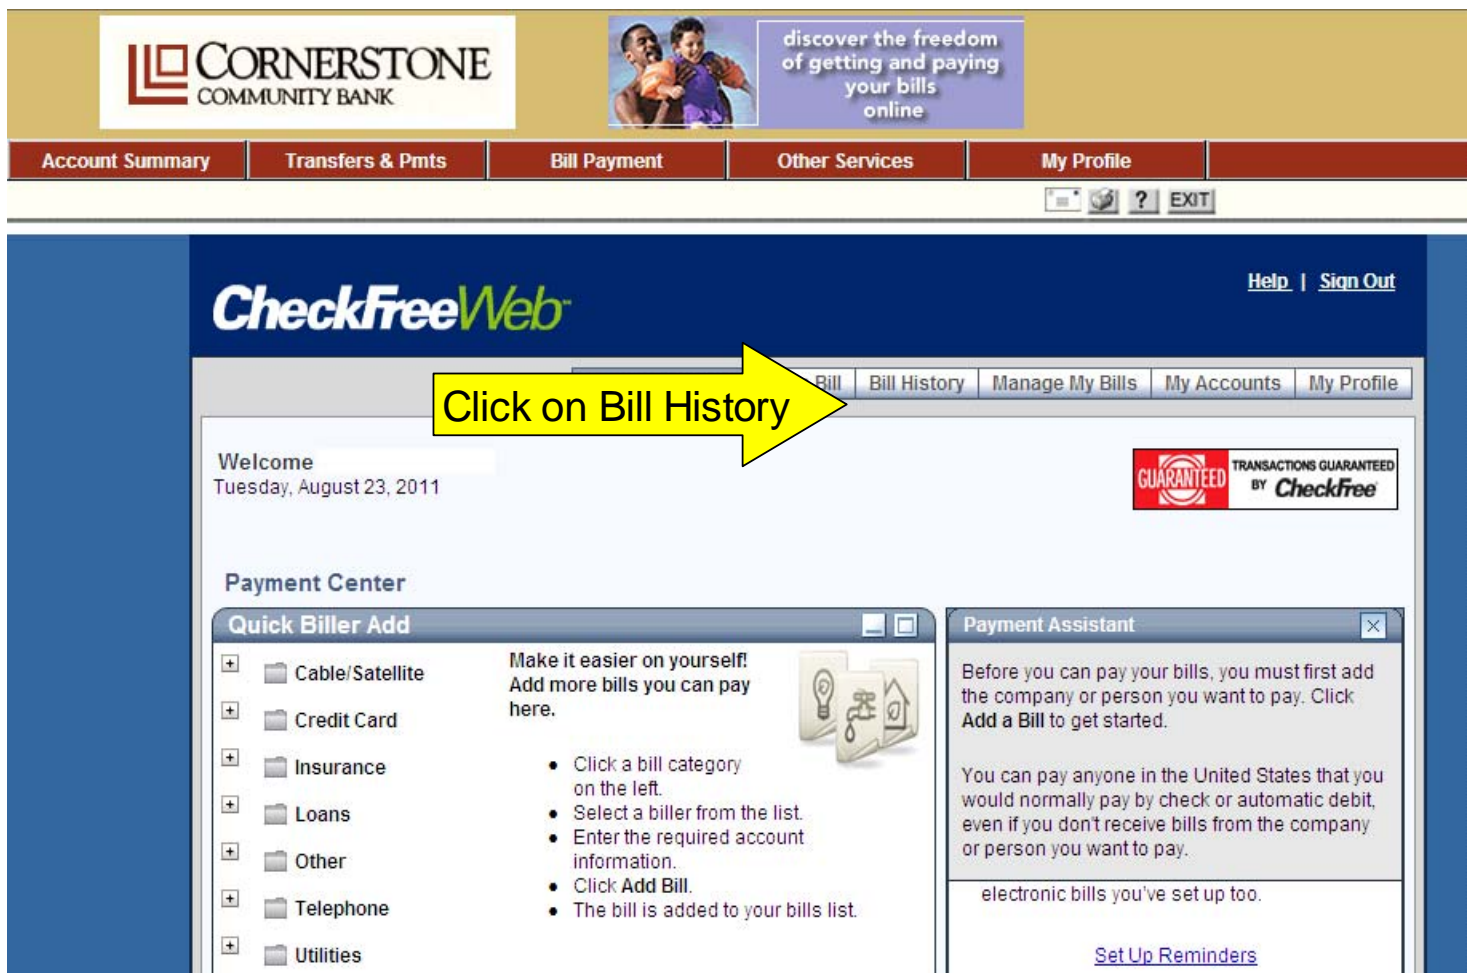 CORNERSTONE
COMMUNITY BANK
discover the freedom
of getting and paying
your bills
online
Account Summary
Transfers & Pmts
Bill Payment
Other Services
My Profile
? EXIT
CheckFreeWeb
Help | Sign Out
Bill
Bill History
Manage My Bills
My Accounts
My Profile
Click on Bill History
Welcome
Tuesday, August 23, 2011
GUARANTEED
TRANSACTIONS GUARANTEED
BY CheckFree
Payment Center
Quick Biller Add
Cable/Satellite
Credit Card
Insurance
Loans
Other
Telephone
Utilities
Make it easier on yourself!
Add more bills you can pay
here.
• Click a bill category
on the left.
• Select a biller from the list.
• Enter the required account
information.
• Click Add Bill.
• The bill is added to your bills list.
Payment Assistant
Before you can pay your bills, you must first add
the company or person you want to pay. Click
Add a Bill to get started.
You can pay anyone in the United States that you
would normally pay by check or automatic debit,
even if you don't receive bills from the company
or person you want to pay.
electronic bills you've set up too.
Set Up Reminders